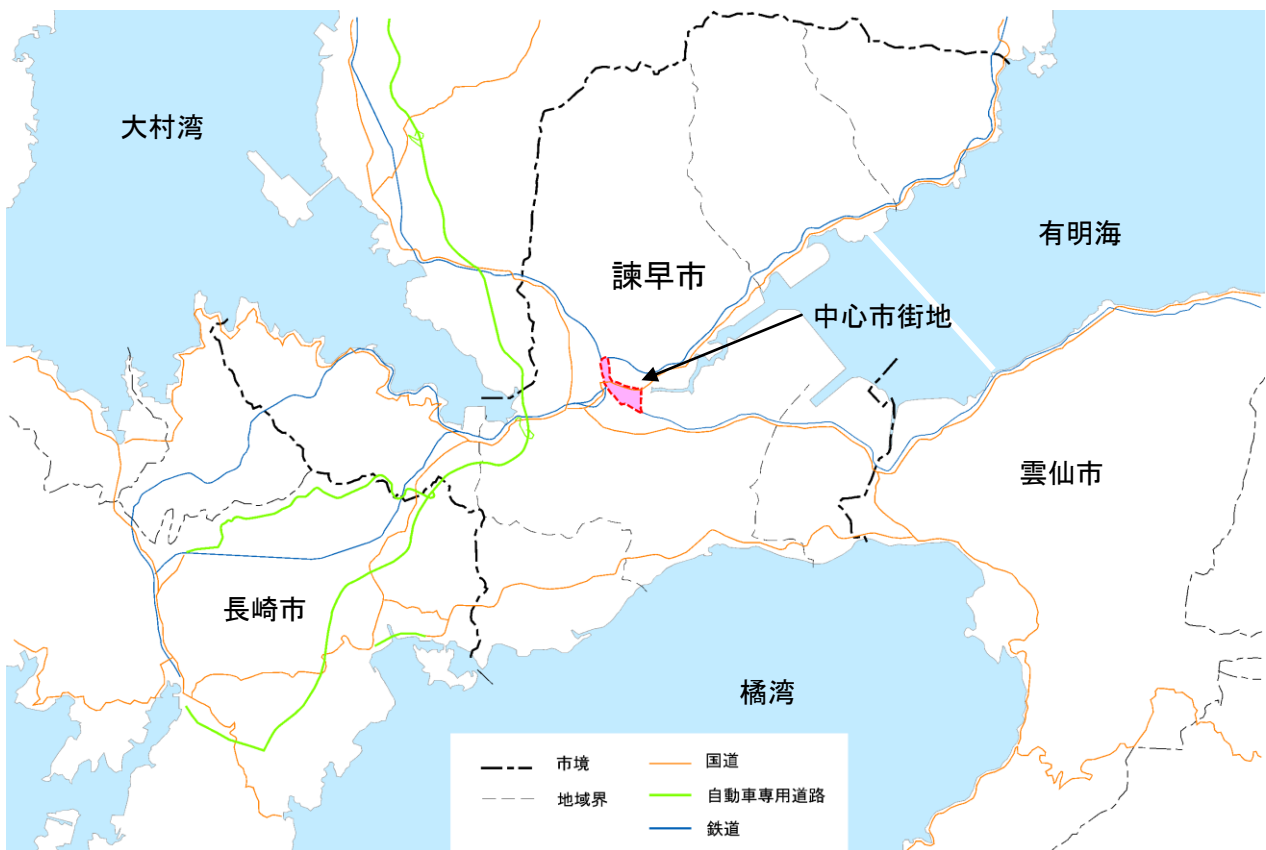 大村湾
有明海
諫早市
中心市街地
雲仙市
長崎市
橘湾
市境
地域界
国道
自動車専用道路
鉄道